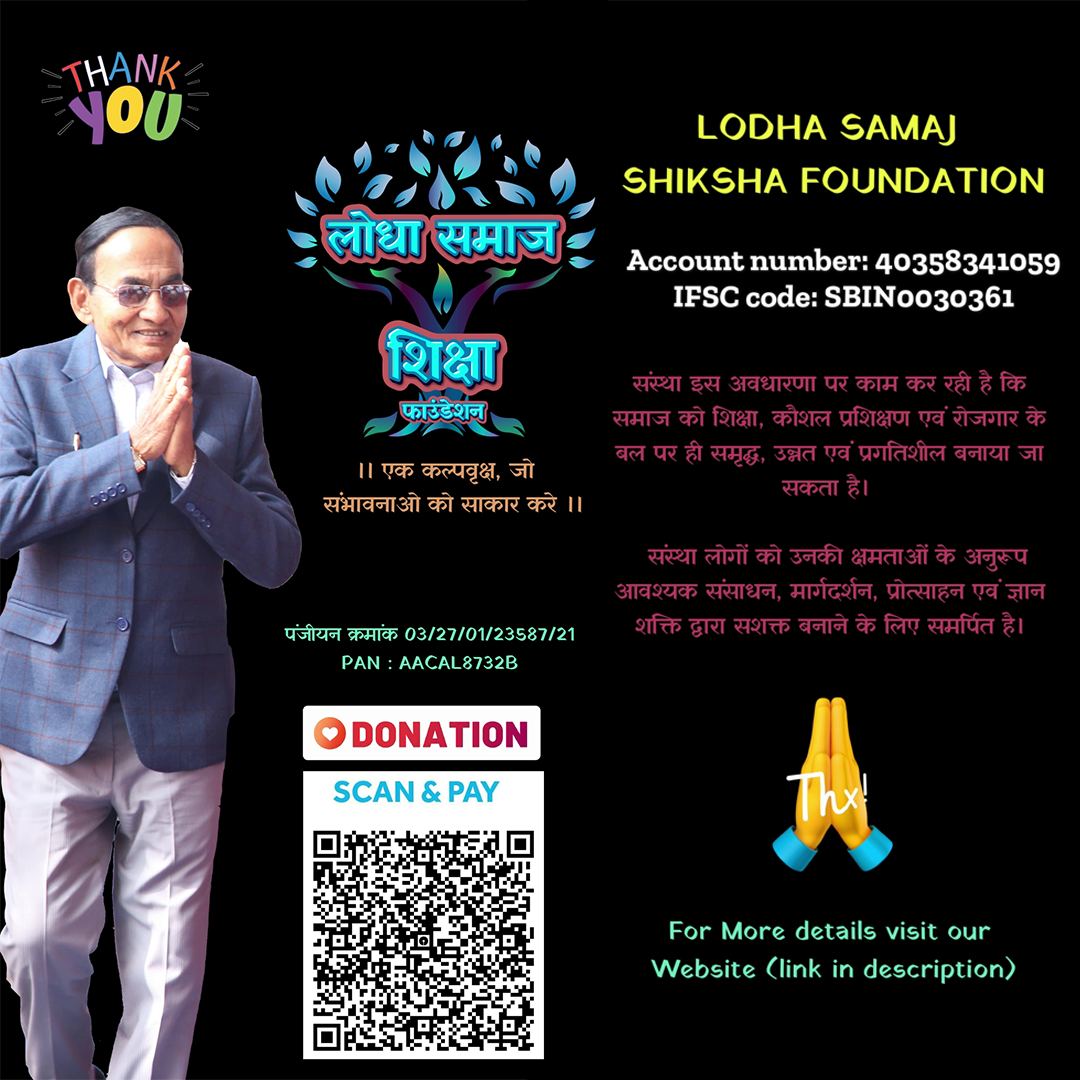 THANK
YOU
लोधा समाज
शिक्षा
फाउंडेशन
।। एक कल्पवृक्ष, जो
संभावनाओ को साकार करे ।।
पंजीयन क्रमांक 03/27/01/23587/21
PAN : AACAL8732B
DONATION
SCAN & PAY
LODHA SAMAJ
SHIKSHA FOUNDATION
Account number: 40358341059
IFSC code: SBIN0030361
संस्था इस अवधारणा पर काम कर रही है कि
समाज को शिक्षा, कौशल प्रशिक्षण एवं रोजगार के
बल पर ही समृद्ध, उन्नत एवं प्रगतिशील बनाया जा
सकता है।
संस्था लोगों को उनकी क्षमताओं के अनुरूप
आवश्यक संसाधन, मार्गदर्शन, प्रोत्साहन एवं ज्ञान
शक्ति द्वारा सशक्त बनाने के लिए समर्पित है।
Thx!
For More details visit our
Website (link in description)